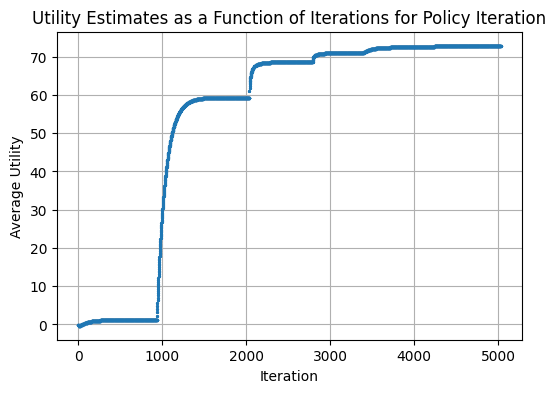 Utility Estimates as a Function of Iterations for Policy Iteration
Average Utility
70
60
50
40
30
20
10
0
0 1000 2000 3000 4000 5000
Iteration